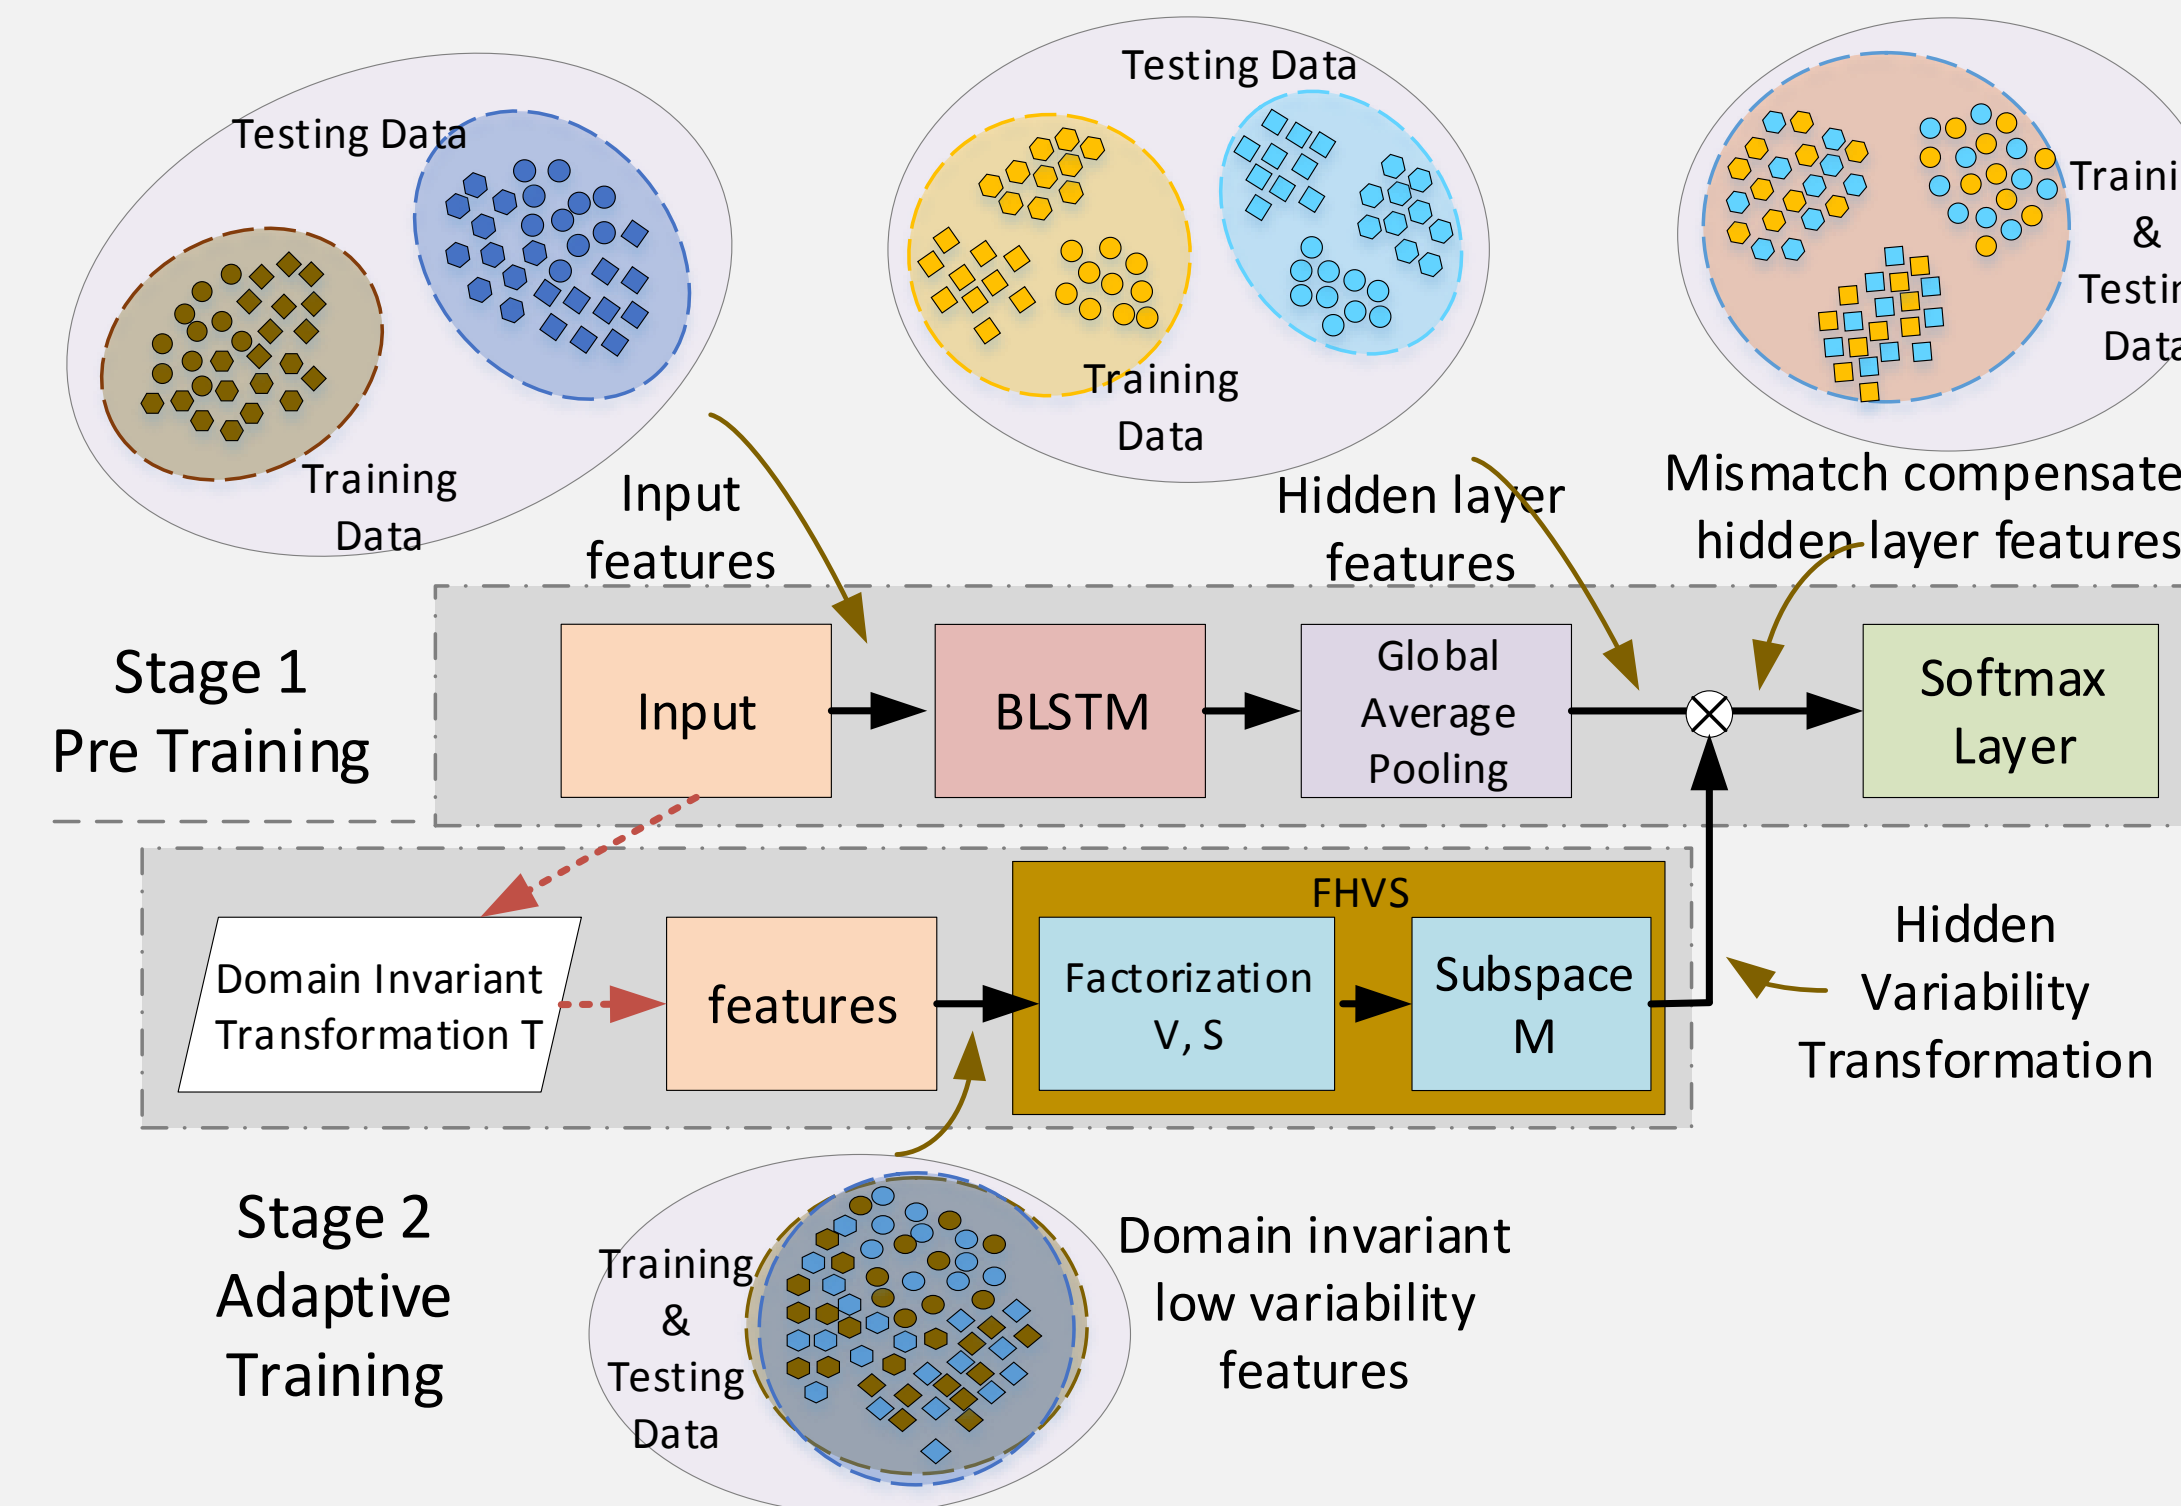 Testing Data
Training
Data
Input
features
Testing Data
Training
Data
Hidden layer
features
Traini
&
Testin
Data
Mismatch compensate
hidden layer features
Stage 1
Pre Training
Input
BLSTM
Global
Average
Pooling
Softmax
Layer
Domain Invariant
Transformation T
features
FHVS
Factorization
V, S
Subspace
M
Hidden
Variability
Transformation
Stage 2
Adaptive
Training
Training
&
Testing
Data
Domain invariant
low variability
features